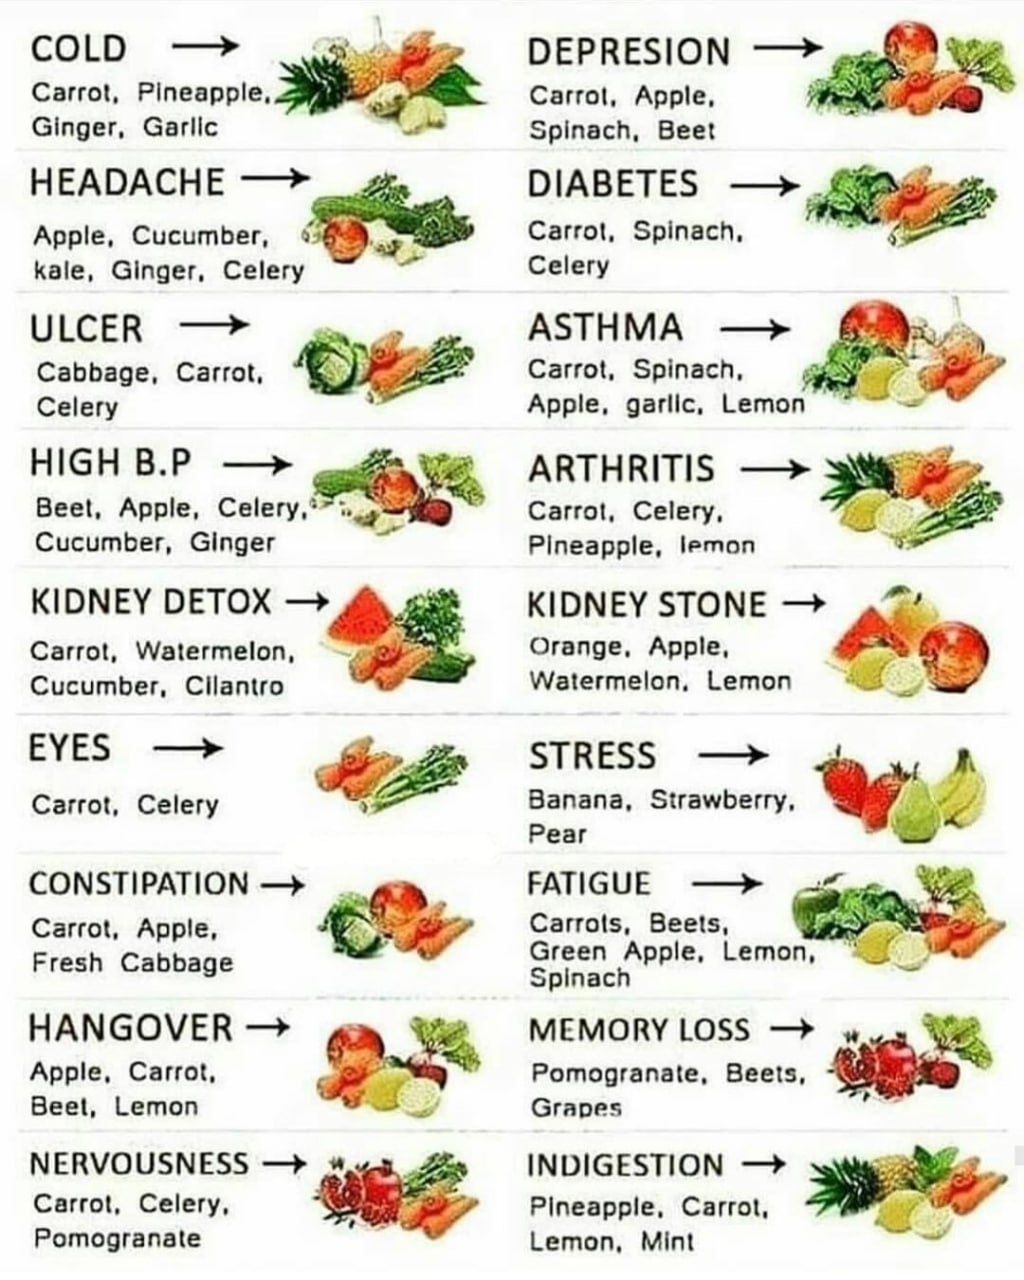 COLD
Carrot, Pineapple,
Ginger, Garlic
DEPRESION
Carrot, Apple,
Spinach, Beet
HEADACHE
Apple, Cucumber,
kale, Ginger, Celery
DIABETES
Carrot, Spinach,
Celery
ULCER
Cabbage, Carrot,
Celery
ASTHMA
Carrot, Spinach,
Apple, garlic, Lemon
HIGH B.P
Beet, Apple, Celery,
Cucumber, Ginger
ARTHRITIS
Carrot, Celery,
Pineapple, lemon
KIDNEY DETOX
Carrot, Watermelon,
Cucumber, Cilantro
KIDNEY STONE
Orange, Apple,
Watermelon, Lemon
EYES
Carrot, Celery
STRESS
Banana, Strawberry,
Pear
CONSTIPATION
Carrot, Apple,
Fresh Cabbage
FATIGUE
Carrots, Beets,
Green Apple, Lemon,
Spinach
HANGOVER
Apple, Carrot,
Beet, Lemon
MEMORY LOSS
Pomogranate, Beets,
Grapes
NERVOUSNESS
Carrot, Celery,
Pomogranate
INDIGESTION
Pineapple, Carrot,
Lemon, Mint